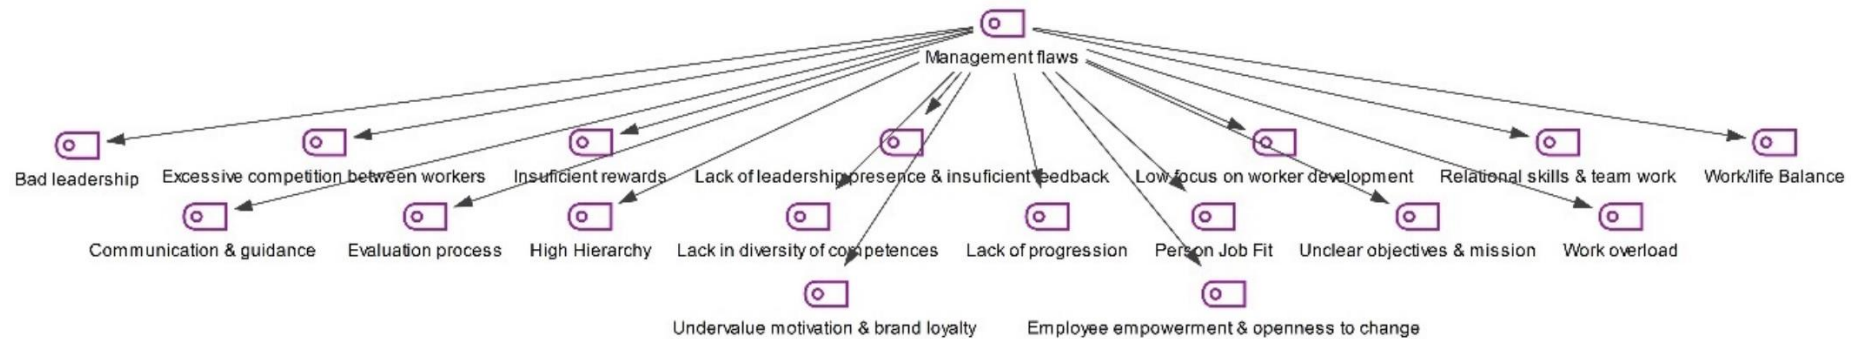 Management flaws
Bad leadership
Excessive competition between workers
Insuficient rewards
Lack of leadership presence & insuficient feedback
Low focus on worker development
Relational skills & team work
Work/life Balance
Communication & guidance
Evaluation process
High Hierarchy
Lack in diversity of competences
Lack of progression
Person Job Fit
Unclear objectives & mission
Work overload
Undervalue motivation & brand loyalty
Employee empowerment & openness to change